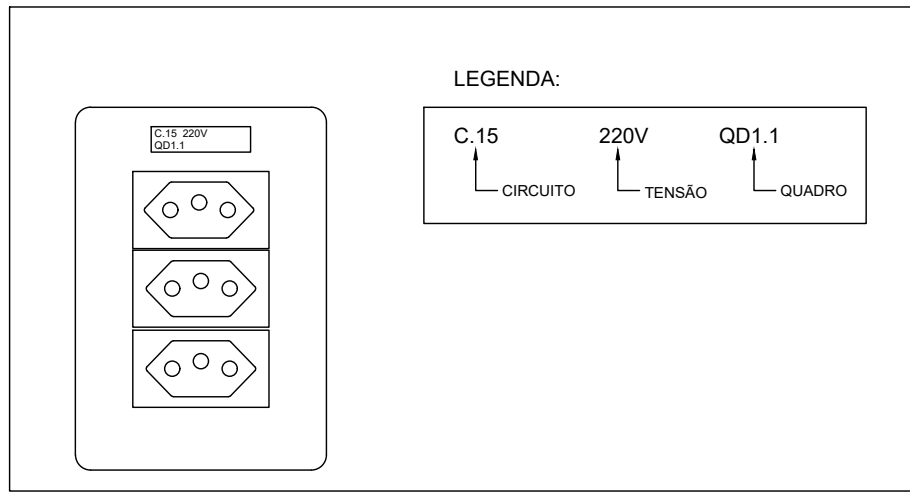 LEGENDA:
C.15 220V
QD1.1
C.15 220V QD1.1
CIRCUITO TENSÃO QUADRO